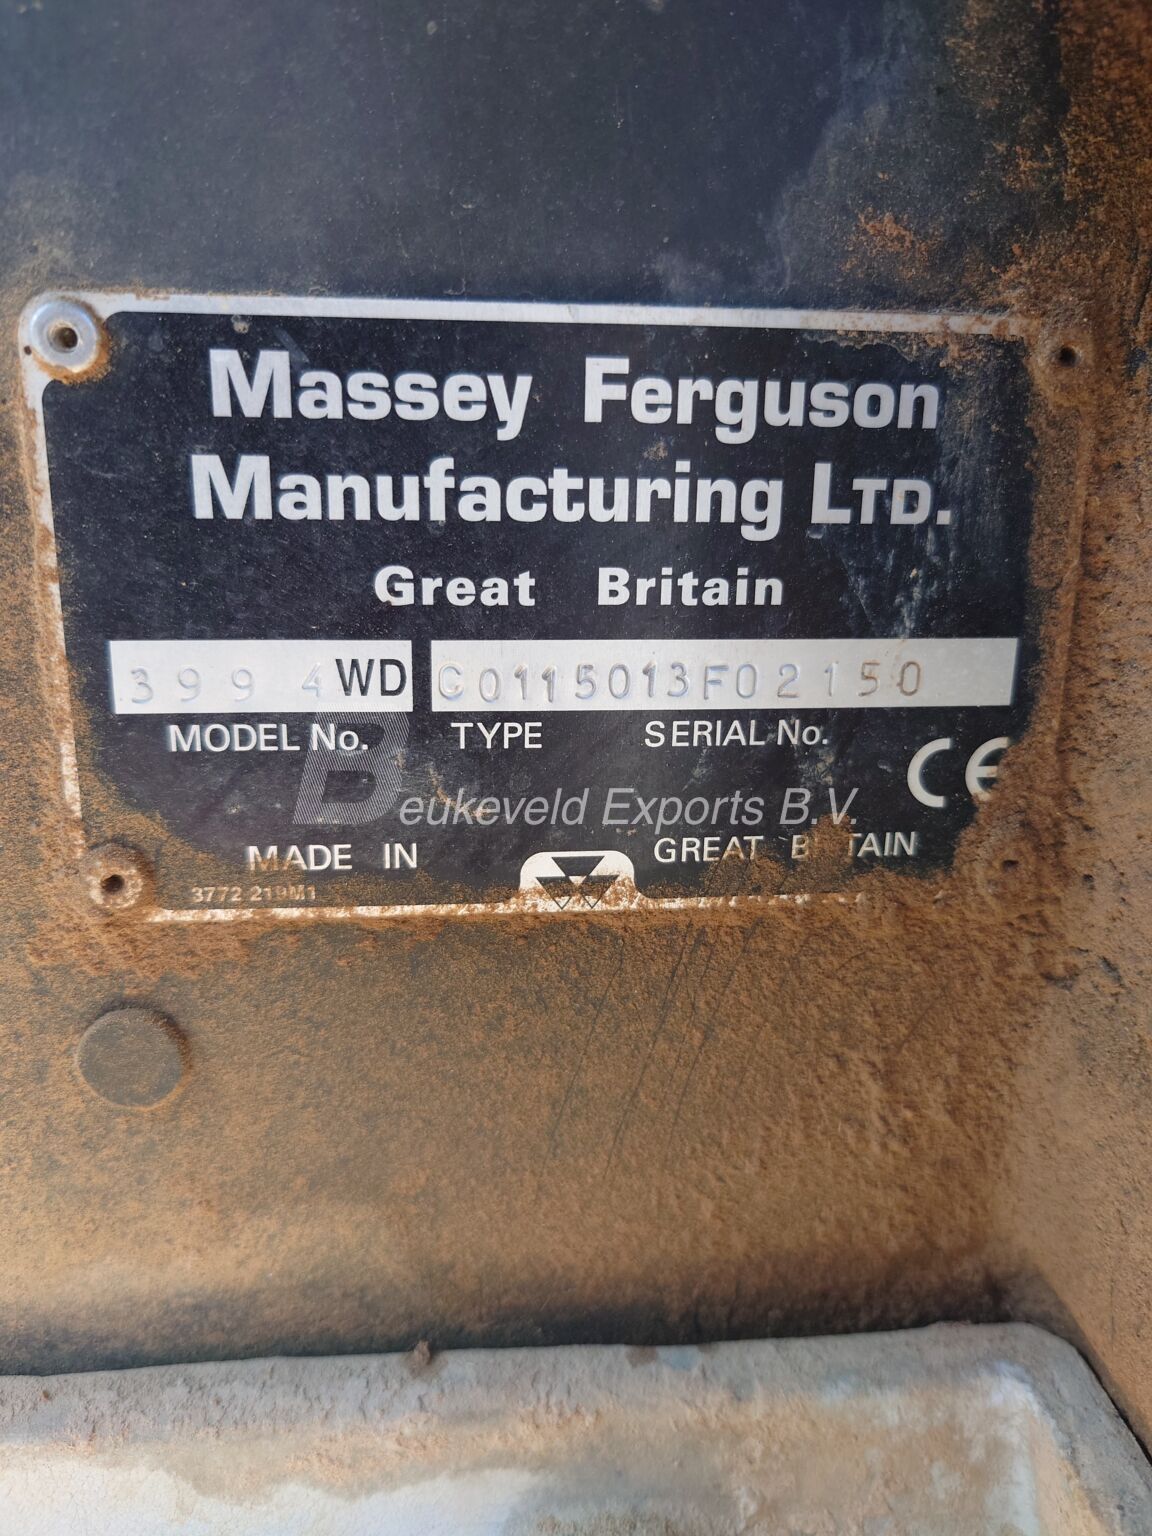 Massey Ferguson
Manufacturing LTD.
Great Britain
399 4WD G0115013F02150
MODEL No. TYPE SERIAL No.
CE
Beukeveld Exports B.V.
MADE IN GREAT BRITAIN
3772 219M1